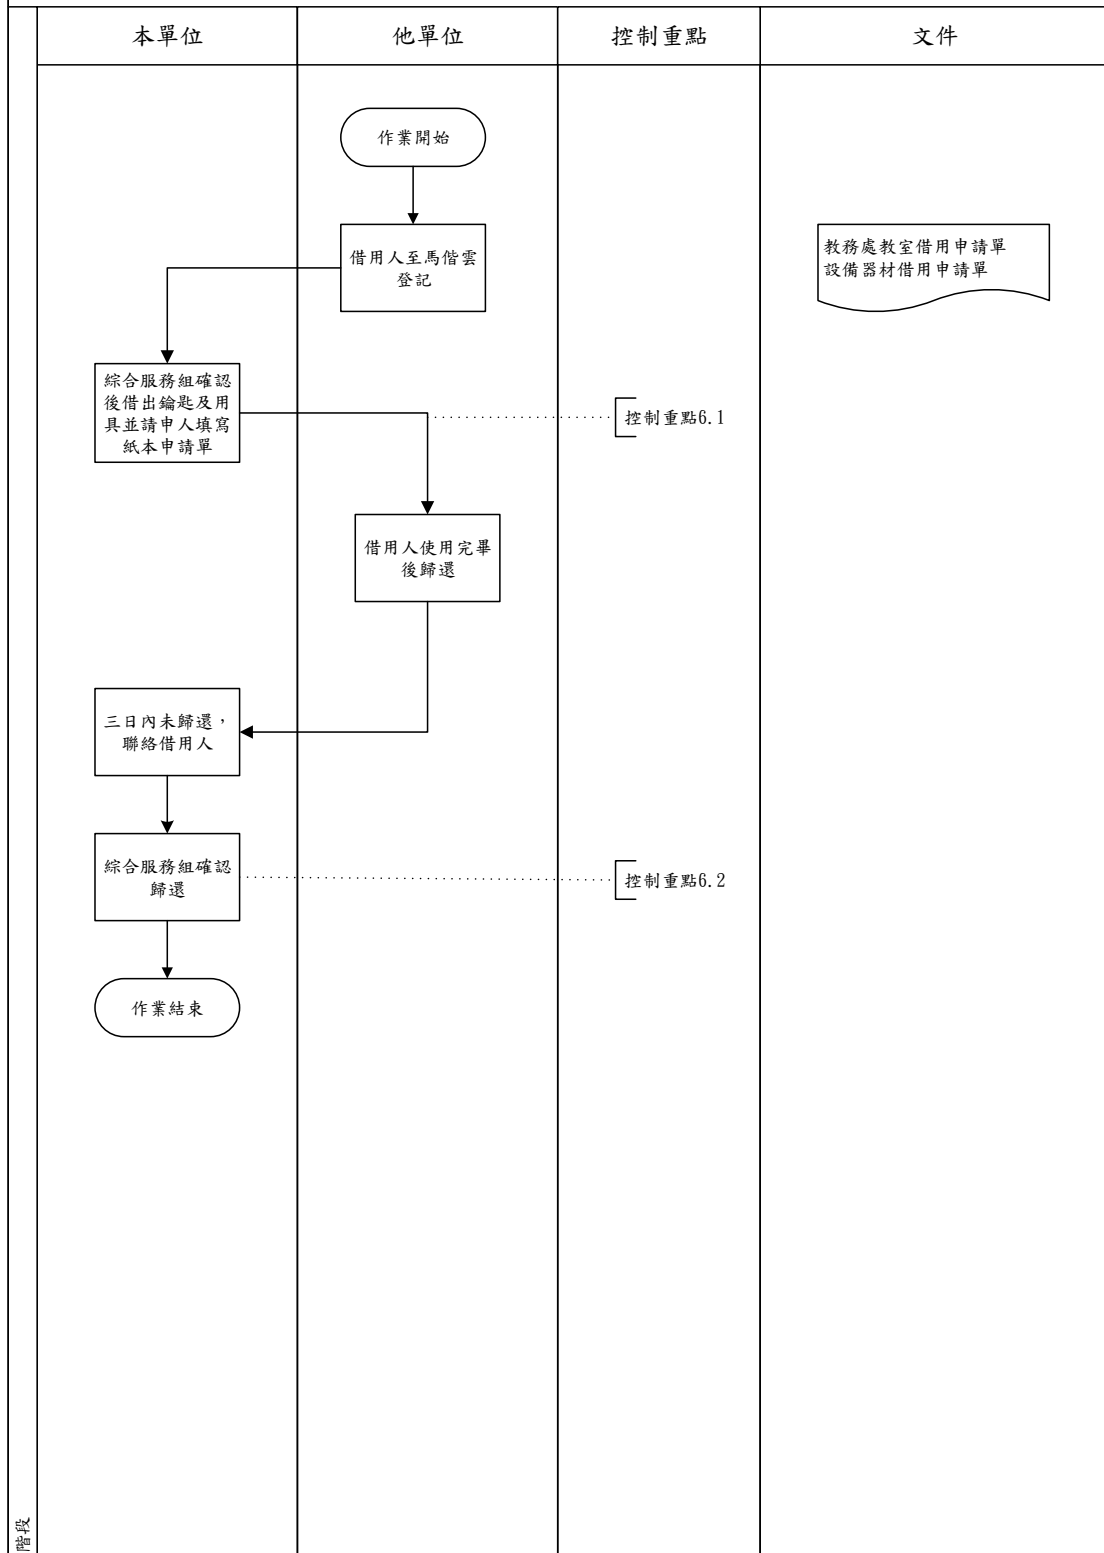 本單位
他單位
控制重點
文件
作業開始
借用人至馬偕雲
登記
教務處教室借用申請單
設備器材借用申請單
綜合服務組確認
後借出鑰匙及用
具並請申人填寫
紙本申請單
控制重點6.1
借用人使用完畢
後歸還
三日內未歸還，
聯絡借用人
綜合服務組確認
歸還
控制重點6.2
作業結束
階段